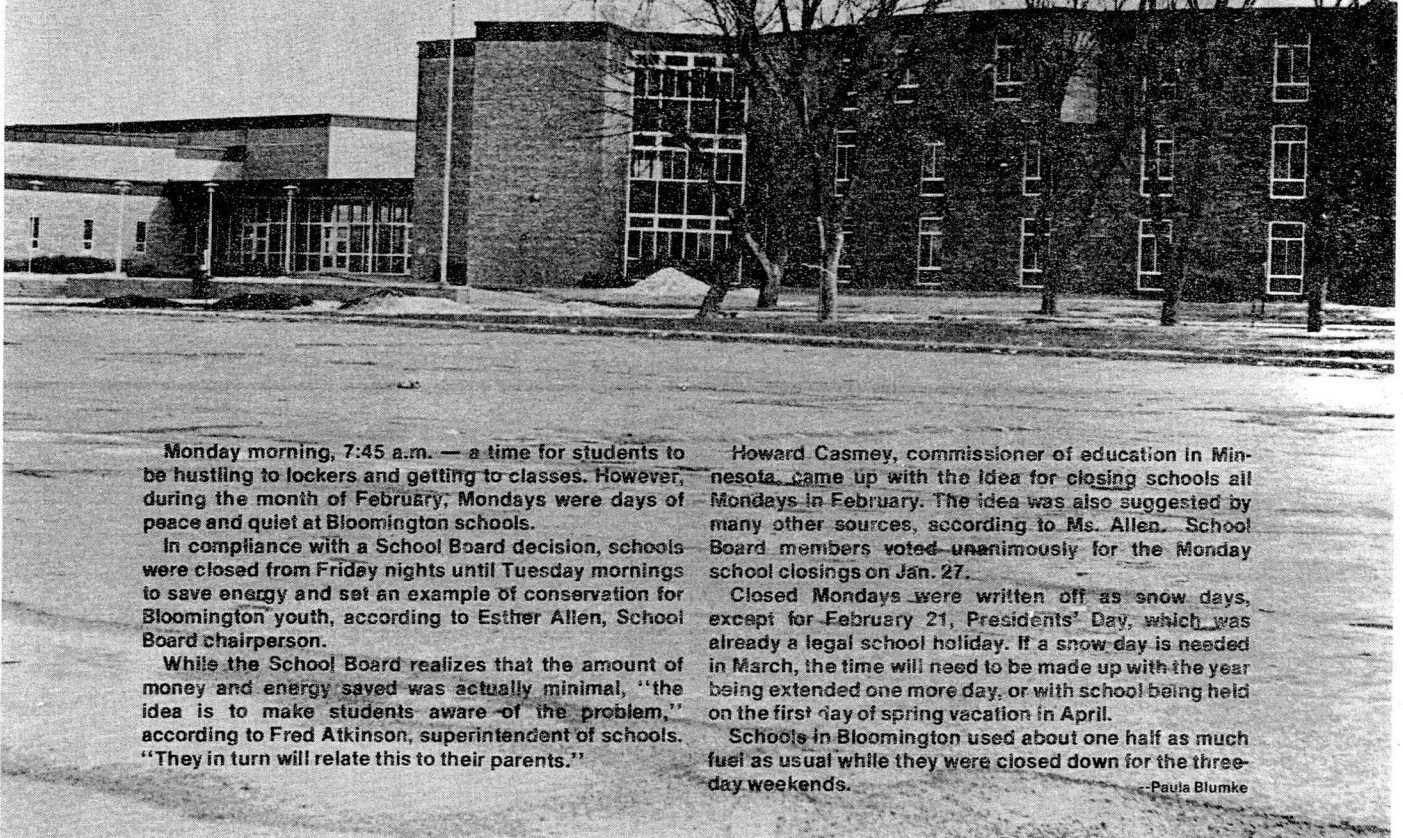 Monday morning, 7:45 a.m. — a time for students to
be hustling to lockers and getting to classes. However,
during the month of February, Mondays were days of
peace and quiet at Bloomington schools.
In compliance with a School Board decision, schools
were closed from Friday nights until Tuesday mornings
to save energy and set an example of conservation for
Bloomington youth, according to Esther Allen, School
Board chairperson.
While the School Board realizes that the amount of
money and energy saved was actually minimal, "the
idea is to make students aware of the problem,"
according to Fred Atkinson, superintendent of schools.
"They in turn will relate this to their parents."
Howard Casmey, commissioner of education in Min-
nesota, came up with the idea for closing schools all
Mondays in February. The idea was also suggested by
many other sources, according to Ms. Allen. School
Board members voted unanimously for the Monday
school closings on Jan. 27.
Closed Mondays were written off as snow days,
except for February 21, Presidents' Day, which was
already a legal school holiday. If a snow day is needed
in March, the time will need to be made up with the year
being extended one more day, or with school being held
on the first day of spring vacation in April.
Schools in Bloomington used about one half as much
fuel as usual while they were closed down for the three-
day weekends.
--Paula Blumke